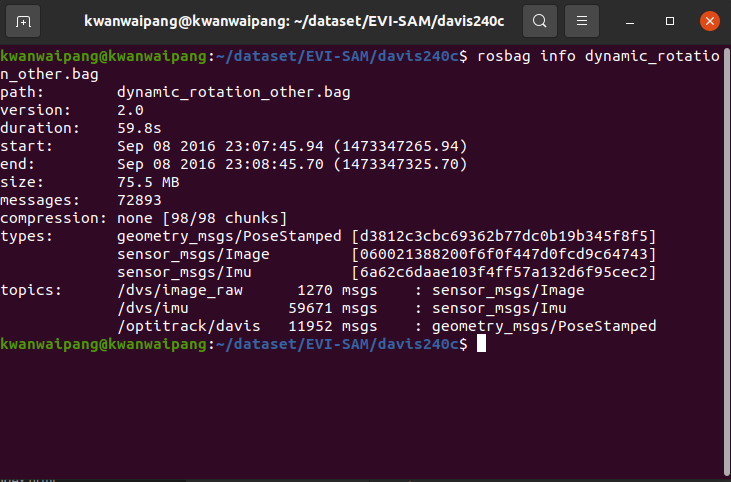 kwanwaipang@kwanwaipang: ~/dataset/EVI-SAM/davis240c
kwanwaipang@kwanwaipang:~/dataset/EVI-SAM/davis240c$ rosbag info dynamic_rotatio
n_other.bag
path:        dynamic_rotation_other.bag
version:     2.0
duration:    59.8s
start:       Sep 08 2016 23:07:45.94 (1473347265.94)
end:         Sep 08 2016 23:08:45.70 (1473347325.70)
size:        75.5 MB
messages:    72893
compression: none [98/98 chunks]
types:       geometry_msgs/PoseStamped [d3812c3cbc69362b77dc0b19b345f8f5]
             sensor_msgs/Image         [060021388200f6f0f447d0fcd9c64743]
             sensor_msgs/Imu           [6a62c6daae103f4ff57a132d6f95cec2]
topics:      /dvs/image_raw      1270 msgs    : sensor_msgs/Image
             /dvs/imu           59671 msgs    : sensor_msgs/Imu
             /optitrack/davis   11952 msgs    : geometry_msgs/PoseStamped
kwanwaipang@kwanwaipang:~/dataset/EVI-SAM/davis240c$